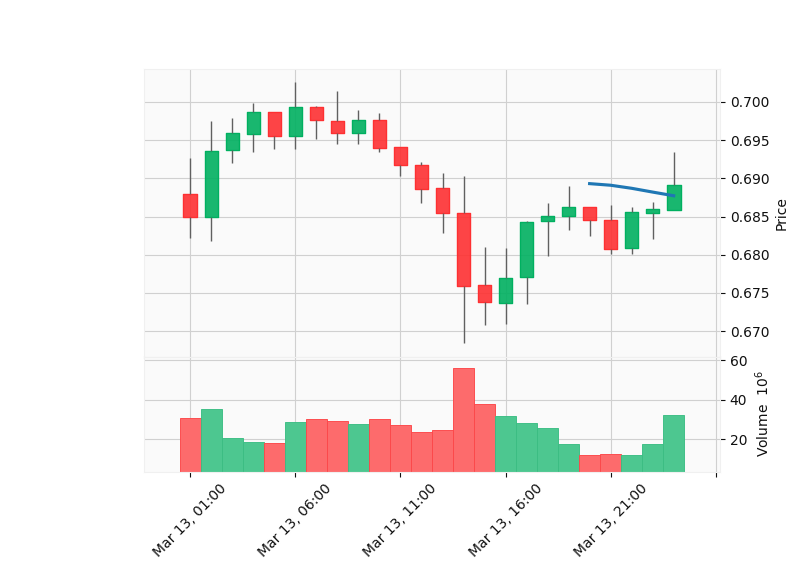 0.700
0.695
0.690
0.685
0.680
0.675
0.670
Price
60
40
20
Volume 10⁶
Mar 13, 01:00
Mar 13, 06:00
Mar 13, 11:00
Mar 13, 16:00
Mar 13, 21:00